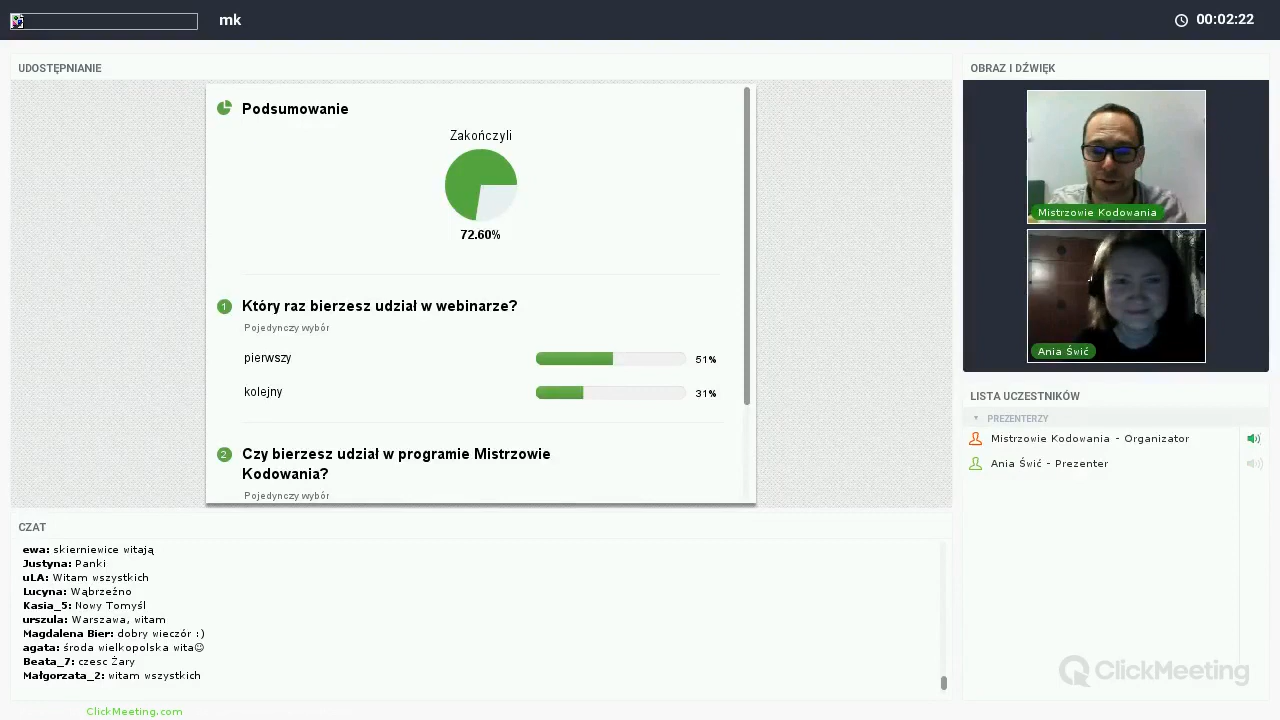 mk
00:02:22
UDOSTĘPNIANIE
Podsumowanie
Zakończyli
72.60%
1 Który raz bierzesz udział w webinarze?
Pojedynczy wybór
pierwszy 51%
kolejny 31%
2 Czy bierzesz udział w programie Mistrzowie
Kodowania?
Pojedynczy wybór
OBRAZ I DŹWIĘK
Mistrzowie Kodowania
Ania Świć
LISTA UCZESTNIKÓW
PREZENTERZY
Mistrzowie Kodowania - Organizator
Ania Świć - Prezenter
CZAT
ewa: skierniewice witają
Justyna: Panki
uLA: Witam wszystkich
Lucyna: Wąbrzeźno
Kasia_5: Nowy Tomyśl
urszula: Warszawa, witam
Magdalena Bier: dobry wieczór :)
agata: środa wielkopolska wita☺
Beata_7: czesc Żary
Małgorzata_2: witam wszystkich
ClickMeeting
ClickMeeting.com